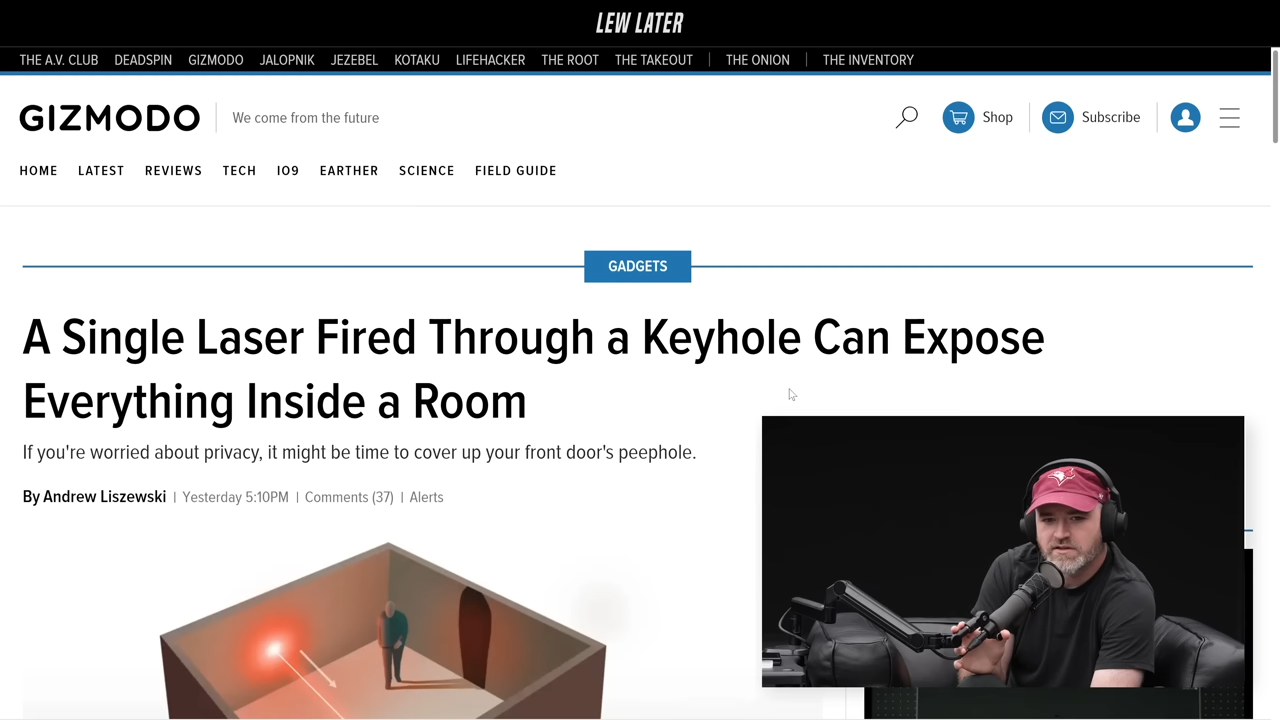 LEW LATER
THE A.V. CLUB DEADSPIN GIZMODO JALOPNIK JEZEBEL KOTAKU LIFEHACKER THE ROOT THE TAKEOUT | THE ONION | THE INVENTORY
GIZMODO We come from the future Shop Subscribe
HOME LATEST REVIEWS TECH IO9 EARTHER SCIENCE FIELD GUIDE
GADGETS
A Single Laser Fired Through a Keyhole Can Expose
Everything Inside a Room
If you're worried about privacy, it might be time to cover up your front door's peephole.
By Andrew Liszewski | Yesterday 5:10PM | Comments (37) | Alerts